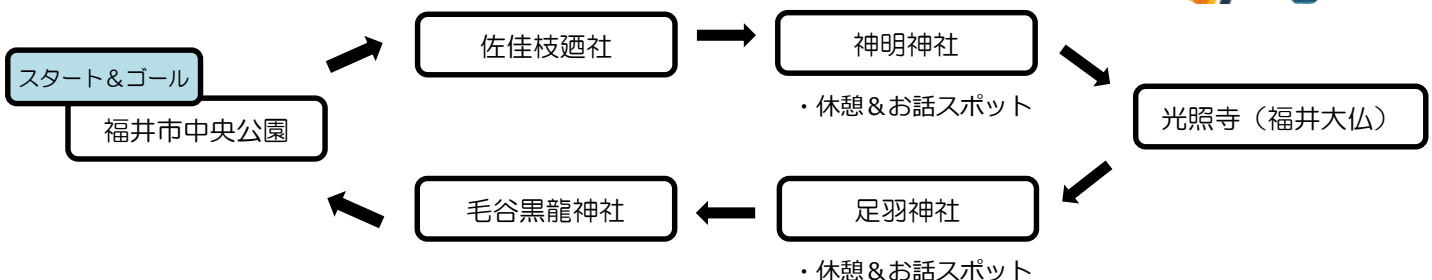 スタート＆ゴール
福井市中央公園
佐佳枝廼社
神明神社
・休憩＆お話スポット
光照寺（福井大仏）
足羽神社
・休憩＆お話スポット
毛谷黒龍神社